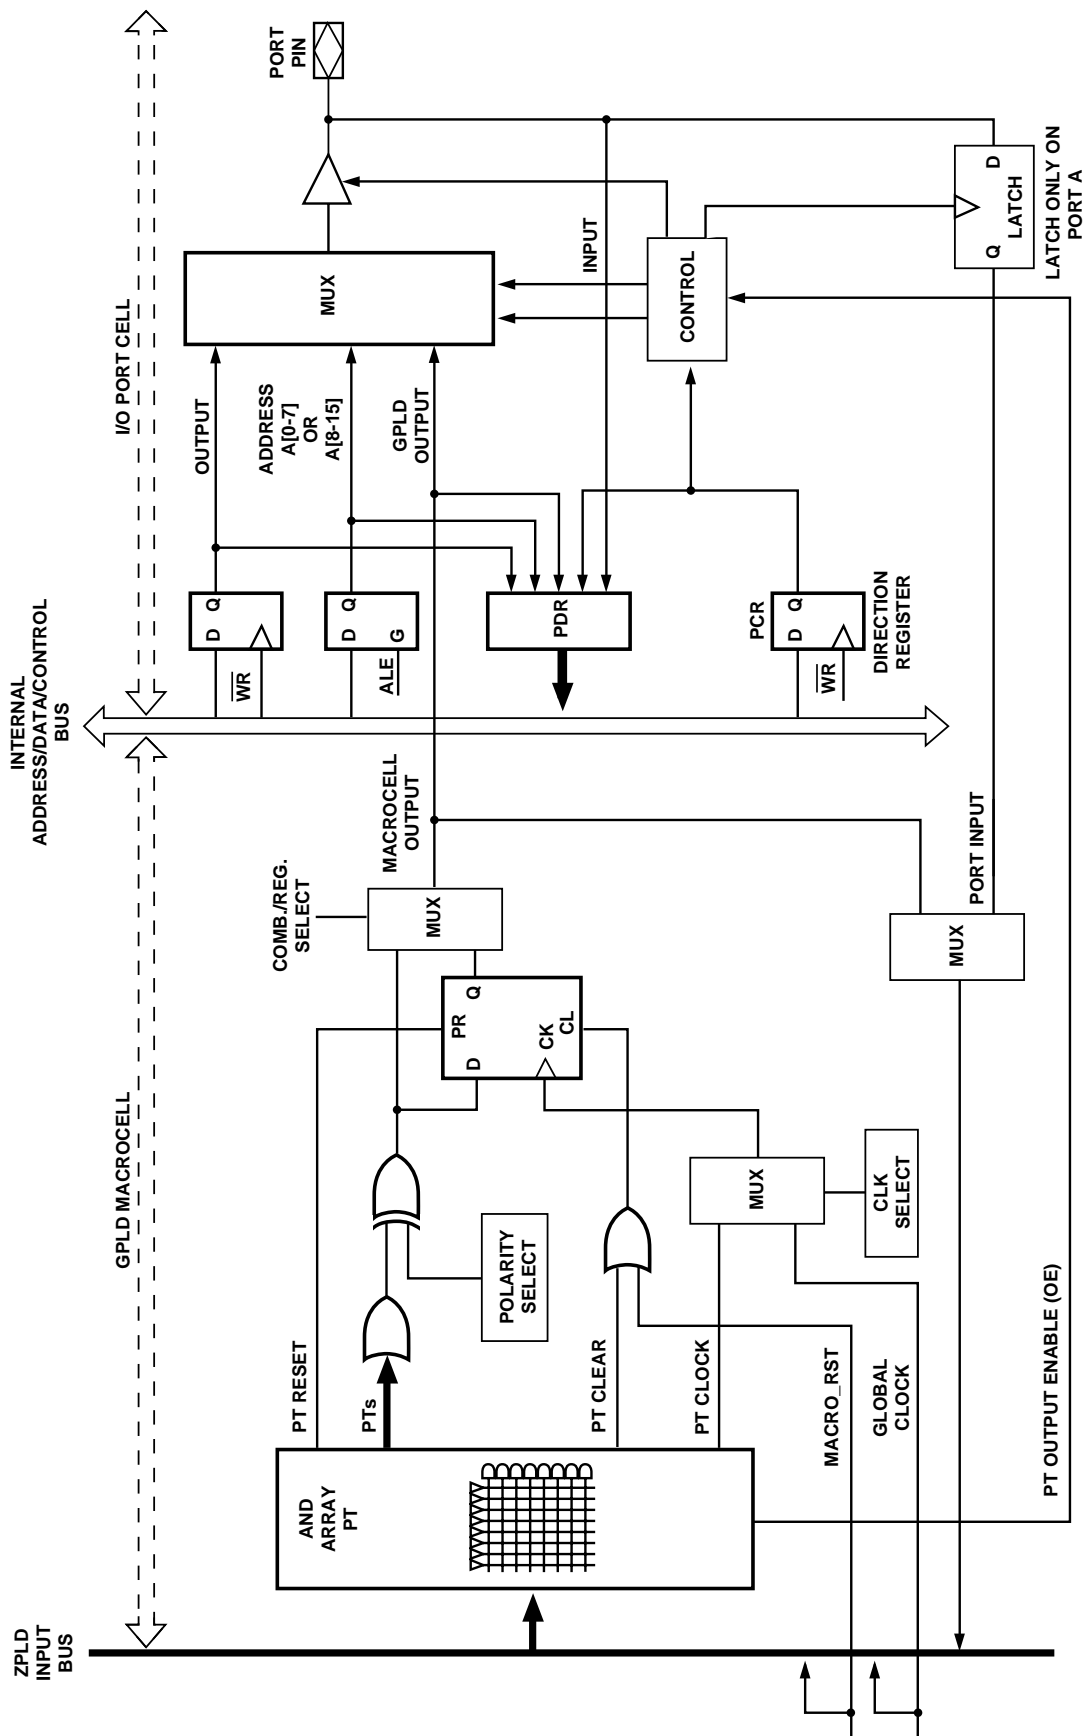 ZPLD
INPUT
BUS
GPLD MACROCELL
INTERNAL
ADDRESS/DATA/CONTROL
BUS
I/O PORT CELL
AND
ARRAY
PT
PT RESET
PTs
POLARITY
SELECT
PT CLEAR
PT CLOCK
MACRO_RST
GLOBAL
CLOCK
PT OUTPUT ENABLE (OE)
MUX
CLK
SELECT
PR
D
Q
CK
CL
COMB./REG.
SELECT
MUX
MACROCELL
OUTPUT
MUX
PORT INPUT
D Q
WR
D Q
G
ALE
PDR
PCR
D Q
WR
DIRECTION
REGISTER
OUTPUT
ADDRESS
A[0-7]
OR
A[8-15]
GPLD
OUTPUT
MUX
INPUT
CONTROL
PORT
PIN
Q D
LATCH
LATCH ONLY ON
PORT A